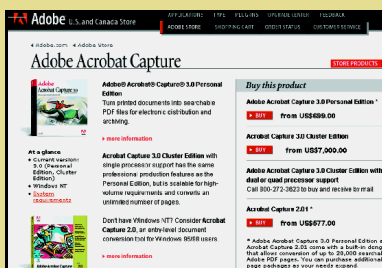 Adobe U.S. and Canada Store
APPLICATIONS TYPE PLUG-INS UPGRADE CENTER FEEDBACK
ADOBE STORE SHOPPING CART ORDER STATUS CUSTOMER SERVICE
Adobe.com Adobe Store
Adobe Acrobat Capture
STORE PRODUCTS
Adobe
Acrobat Capture 3.0
At a glance
• Current version:
3.0 (Personal
Edition, Cluster
Edition)
• Windows NT
• System
requirements
Adobe® Acrobat® Capture® 3.0 Personal
Edition
Turn printed documents into searchable
PDF files for electronic distribution and
archiving.
more information
Acrobat Capture 3.0 Cluster Edition with
single processor support has the same
professional production features as the
Personal Edition, but is scalable for high-
volume requirements and converts an
unlimited number of pages.
Don't have Windows NT? Consider Acrobat
Capture 2.0, an entry-level document
conversion tool for Windows 95/98 users
more information
Buy this product
Adobe Acrobat Capture 3.0 Personal Edition *
BUY from US$699.00
Acrobat Capture 3.0 Cluster Edition
BUY from US$7,000.00
Adobe Acrobat Capture 3.0 Cluster Edition with
dual or quad processor support
Call 800-272-3623 to buy and receive by mail
Acrobat Capture 2.01 *
BUY from US$677.00
* Adobe Acrobat Capture 3.0 Personal Edition a
Acrobat Capture 2.01 come with a built-in dong
that allows conversion of up to 20,000 searchab
Adobe PDF pages. You can purchase additional
page packages as your needs expand.